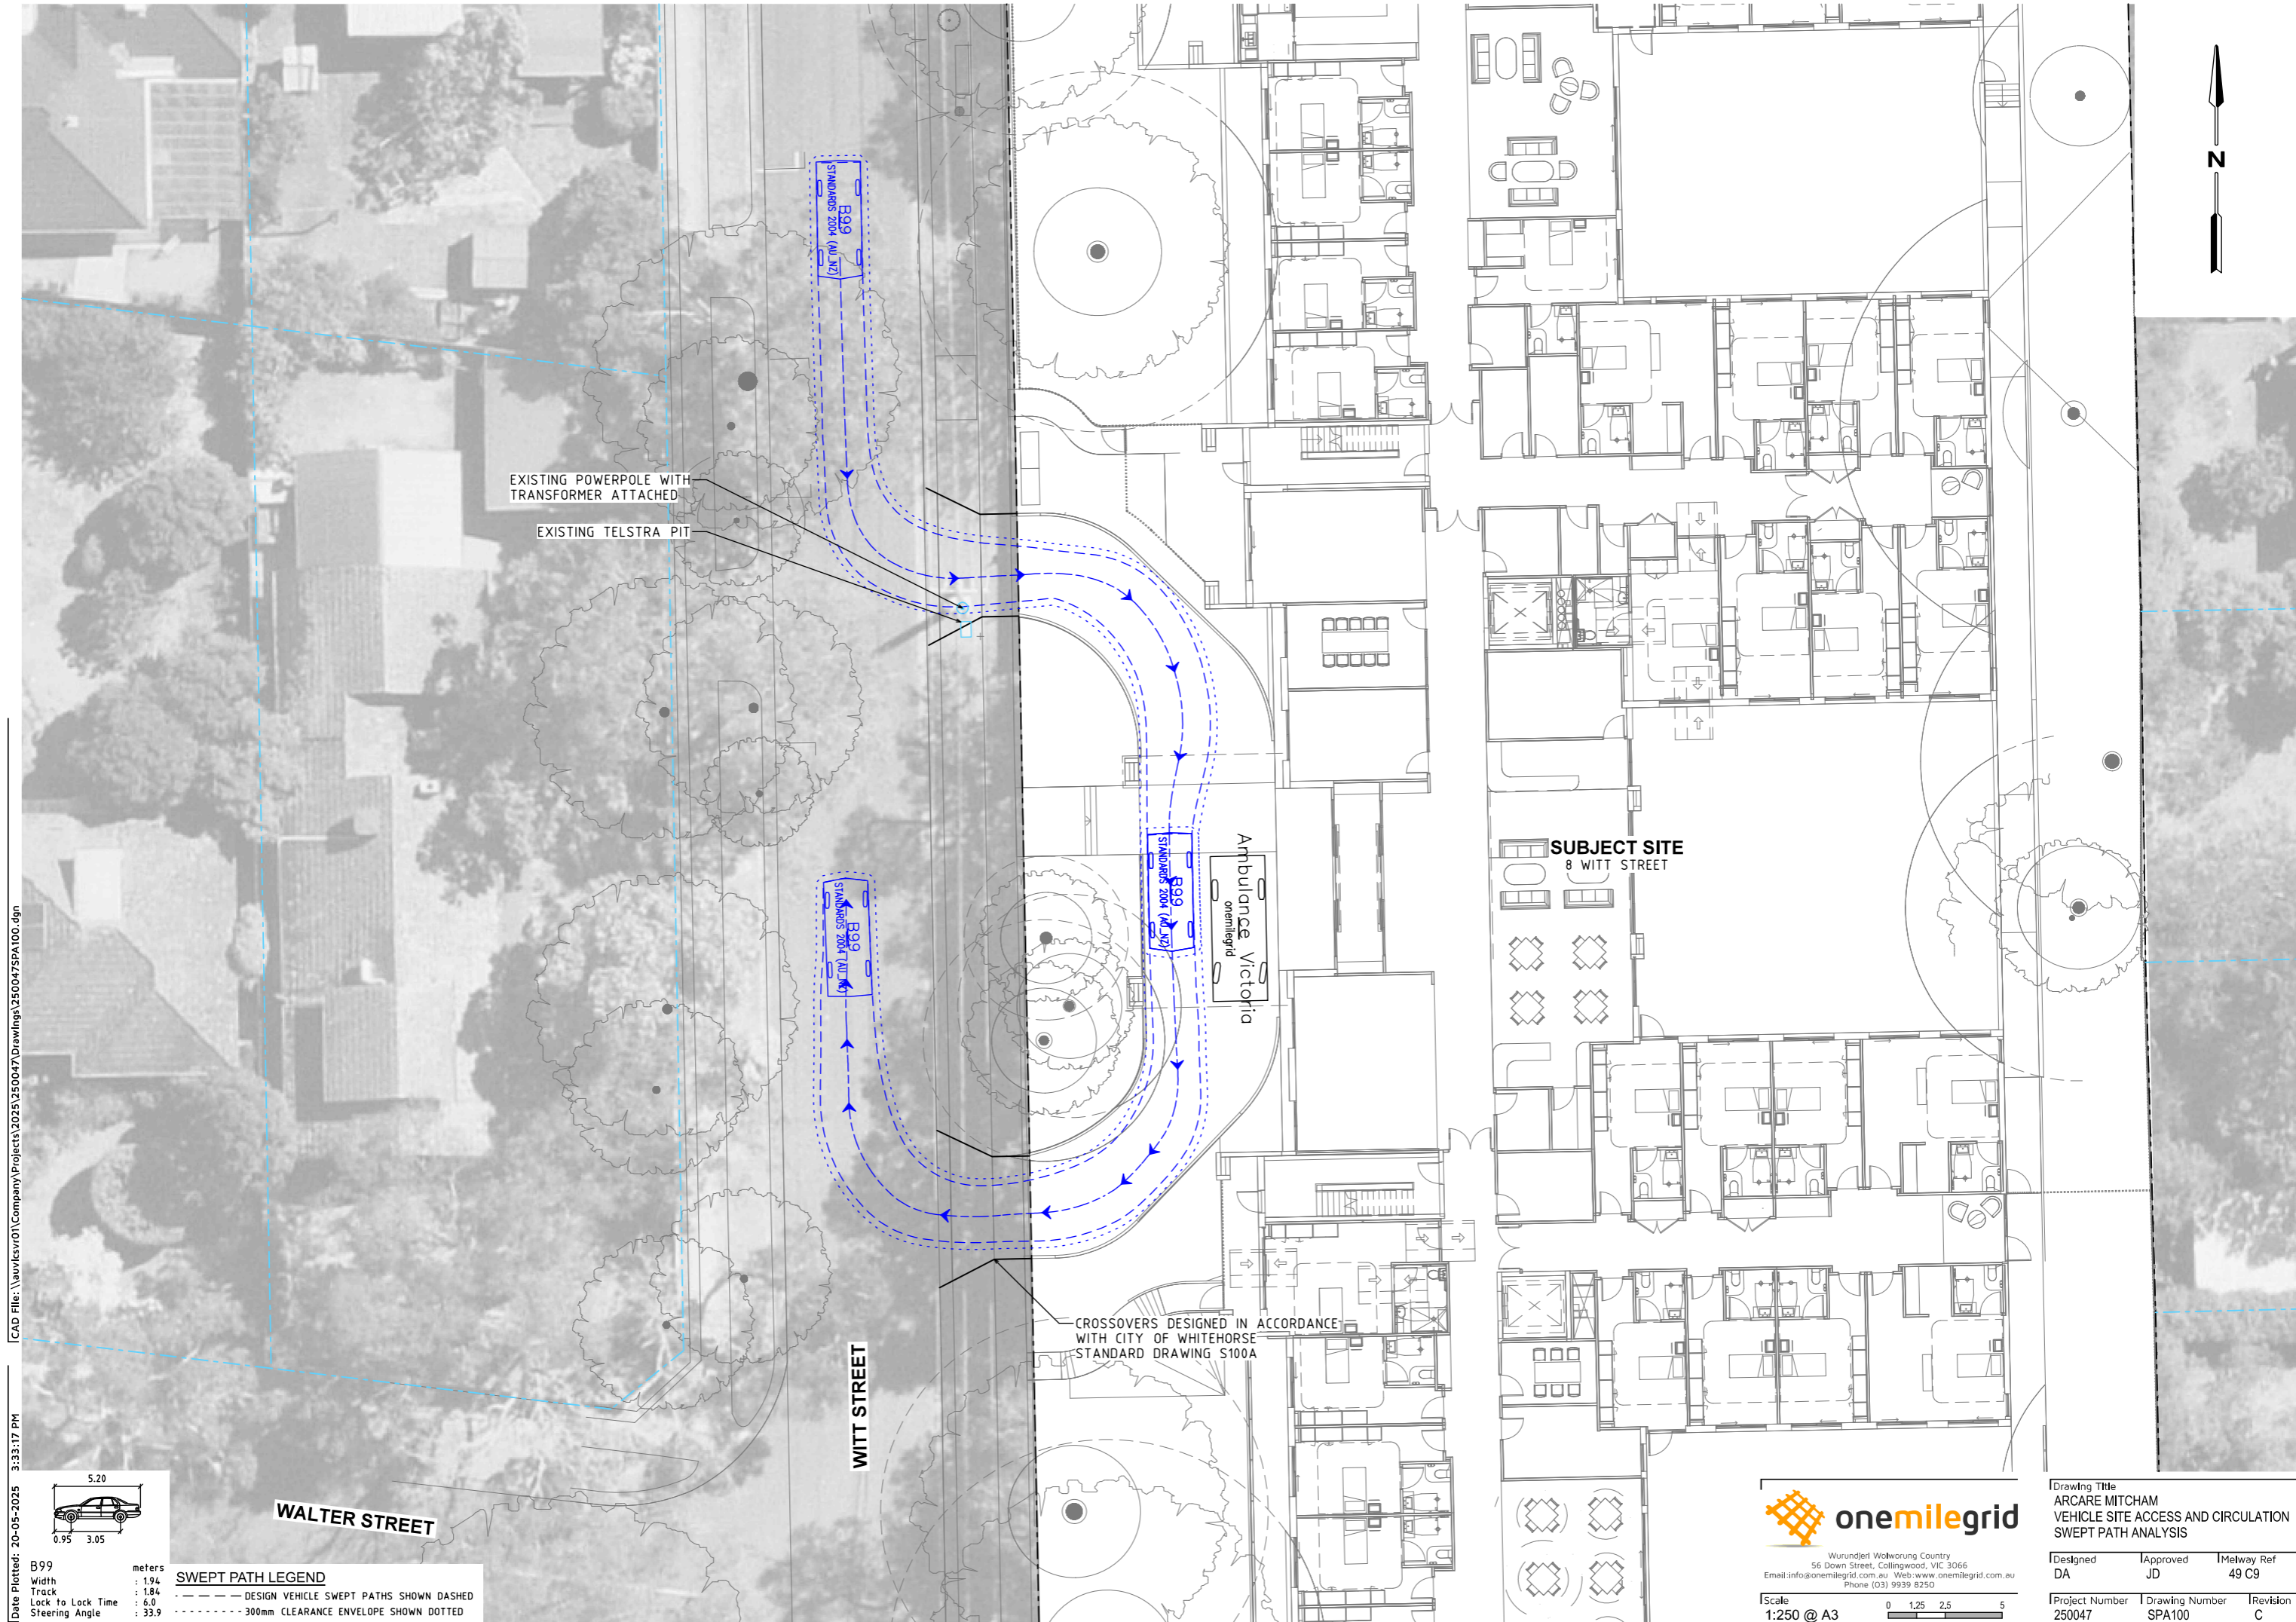 N
STANDARDS 2004 (AU_NZ)
B99
EXISTING POWERPOLE WITH
TRANSFORMER ATTACHED
EXISTING TELSTRA PIT
STANDARDS 2004 (AU_NZ)
B99
Ambulance Victoria
onemilegrid
STANDARDS 2004 (AU_NZ)
B99
SUBJECT SITE
8 WITT STREET
CROSSOVERS DESIGNED IN ACCORDANCE
WITH CITY OF WHITEHORSE
STANDARD DRAWING S100A
WITT STREET
WALTER STREET
CAD File: \\auvicsvr01\Company\Projects\2025\250047\Drawings\250047SPA100.dgn
Date Plotted: 20-05-2025 3:33:17 PM
5.20
0.95 3.05
B99 meters
Width : 1.94
Track : 1.84
Lock to Lock Time : 6.0
Steering Angle : 33.9
SWEPT PATH LEGEND
DESIGN VEHICLE SWEPT PATHS SHOWN DASHED
300mm CLEARANCE ENVELOPE SHOWN DOTTED
onemilegrid
Wurundjeri Woiworung Country
56 Down Street, Collingwood, VIC 3066
Email:info@onemilegrid.com.au Web:www.onemilegrid.com.au
Phone (03) 9939 8250
Scale
1:250 @ A3
0 1.25 2.5 5
Drawing Title
ARCARE MITCHAM
VEHICLE SITE ACCESS AND CIRCULATION
SWEPT PATH ANALYSIS
Designed Approved Melway Ref
DA JD 49 C9
Project Number Drawing Number Revision
250047 SPA100 C